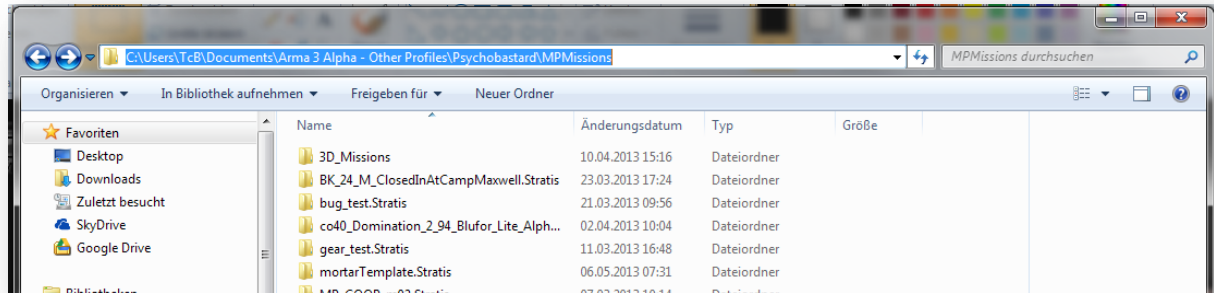 C:\Users\TcB\Documents\Arma 3 Alpha - Other Profiles\Psychobastard\MPMissions
MPMissions durchsuchen
Organisieren
In Bibliothek aufnehmen
Freigeben für
Neuer Ordner
Favoriten
Desktop
Downloads
Zuletzt besucht
SkyDrive
Google Drive
Name Änderungsdatum Typ Größe
3D_Missions 10.04.2013 15:16 Dateiordner
BK_24_M_ClosedInAtCampMaxwell.Stratis 23.03.2013 17:24 Dateiordner
bug_test.Stratis 21.03.2013 09:56 Dateiordner
co40_Domination_2_94_Blufor_Lite_Alph... 02.04.2013 10:04 Dateiordner
gear_test.Stratis 11.03.2013 16:48 Dateiordner
mortarTemplate.Stratis 06.05.2013 07:31 Dateiordner